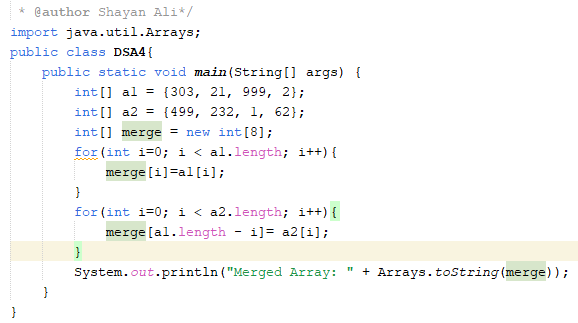 * @author Shayan Ali*/
import java.util.Arrays;
public class DSA4{
    public static void main(String[] args) {
        int[] a1 = {303, 21, 999, 2};
        int[] a2 = {499, 232, 1, 62};
        int[] merge = new int[8];
        for(int i=0; i < a1.length; i++){
            merge[i]=a1[i];
        }
        for(int i=0; i < a2.length; i++){
            merge[a1.length - i]= a2[i];
        }
        System.out.println("Merged Array: " + Arrays.toString(merge));
    }
}